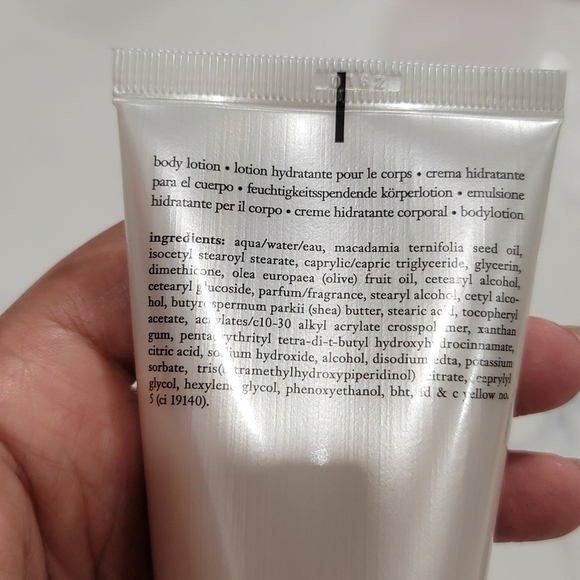 body lotion • lotion hydratante pour le corps • crema hidratante
para el cuerpo • feuchtigkeitsspendende körperlotion • emulsione
hidratante per il corpo • creme hidratante corporal • bodylotion
ingredients: aqua/water/eau, macadamia ternifolia seed oil,
isocetyl stearoyl stearate, caprylic/capric triglyceride, glycerin,
dimethicone, olea europaea (olive) fruit oil, cetearyl alcohol,
cetearyl glucoside, parfum/fragrance, stearyl alcohol, cetyl alco-
hol, butyrospermum parkii (shea) butter, stearic acid, tocopheryl
acetate, acrylates/c10-30 alkyl acrylate crosspolymer, xanthan
gum, pentaerythrityl tetra-di-t-butyl hydroxyhydrocinnamate,
citric acid, sodium hydroxide, alcohol, disodium edta, potassium
sorbate, tris(tetramethylhydroxypiperidinol) citrate, caprylyl
glycol, hexylene glycol, phenoxyethanol, bht, fd & c yellow no.
5 (ci 19140).